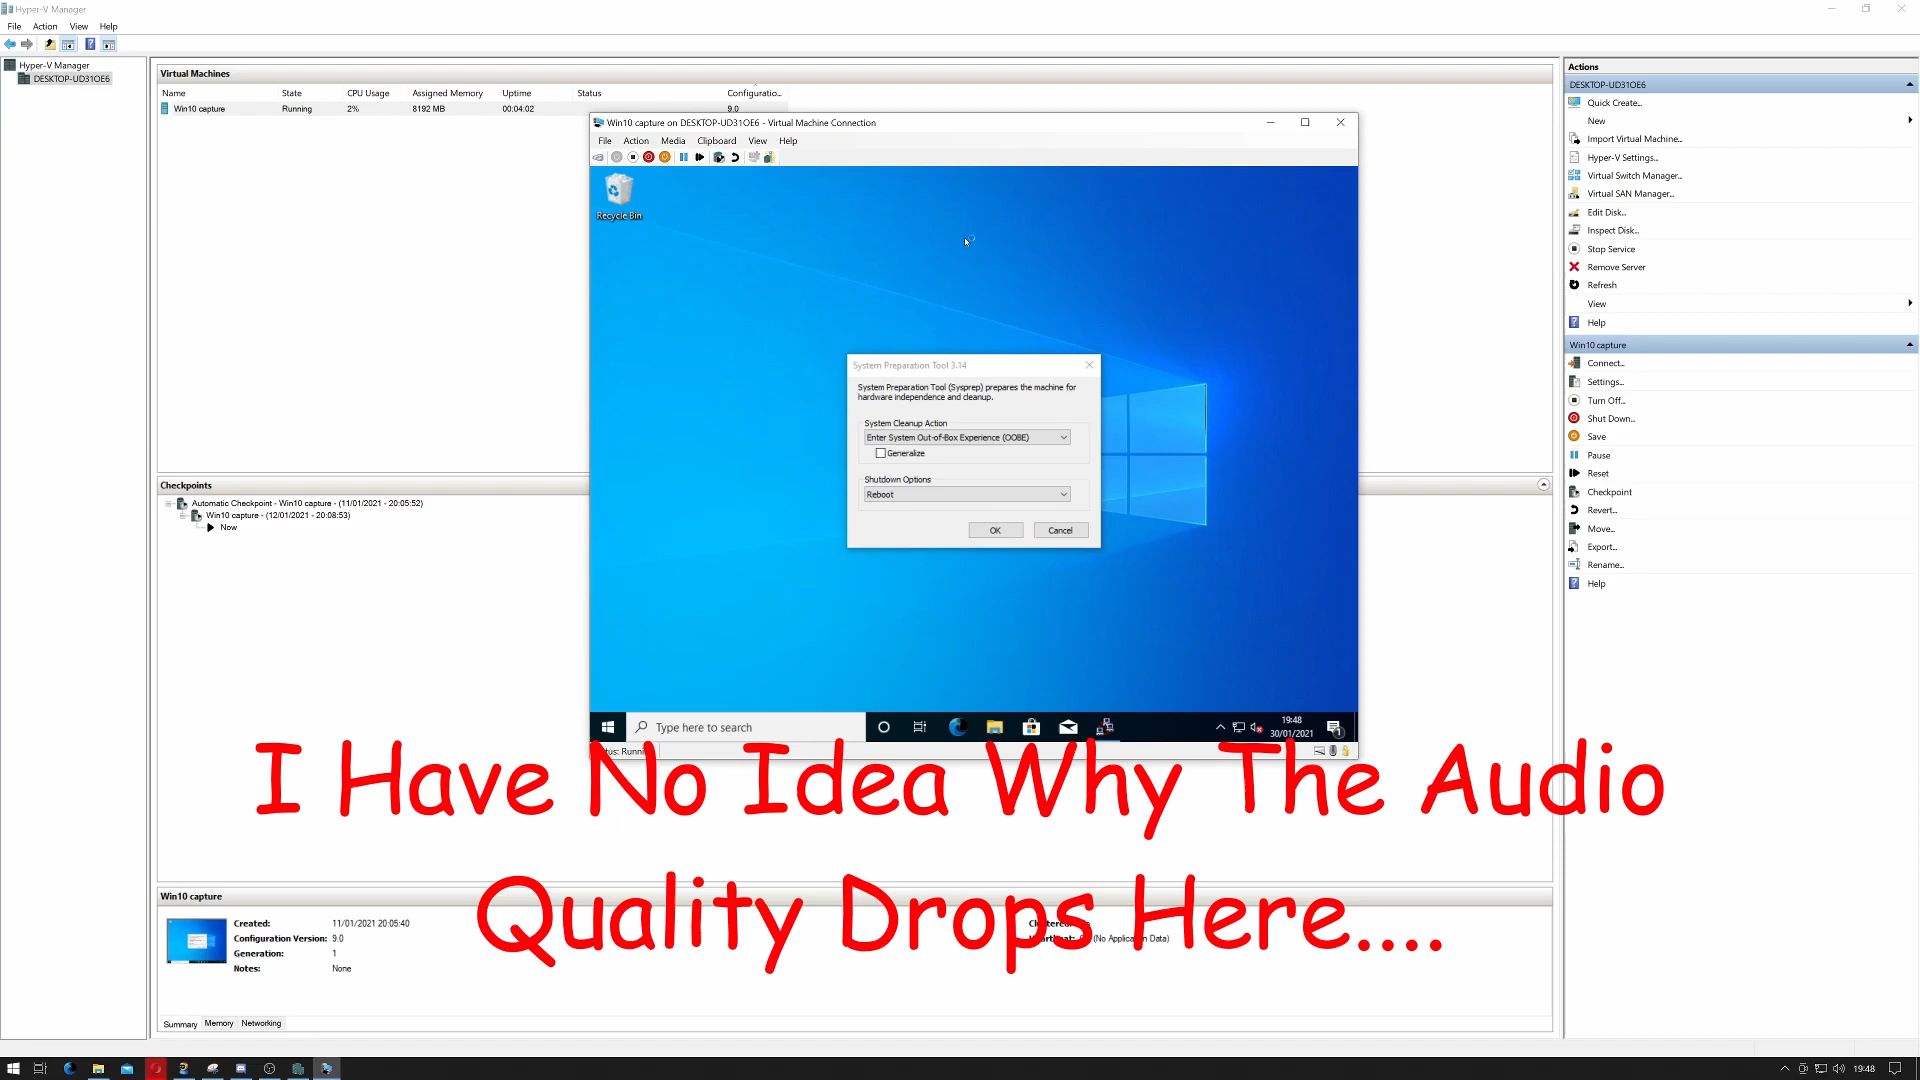 Hyper-V Manager
File Action View Help
Hyper-V Manager
DESKTOP-UD31OE6
Virtual Machines
Name State CPU Usage Assigned Memory Uptime Status Configuratio...
Win10 capture Running 2% 8192 MB 00:04:02 9.0
Win10 capture on DESKTOP-UD31OE6 - Virtual Machine Connection
File Action Media Clipboard View Help
Recycle Bin
System Preparation Tool 3.14
System Preparation Tool (Sysprep) prepares the machine for
hardware independence and cleanup.
System Cleanup Action
Enter System Out-of-Box Experience (OOBE)
Generalize
Shutdown Options
Reboot
OK Cancel
Type here to search
19:48
30/01/2021
1
Checkpoints
Automatic Checkpoint - Win10 capture - (11/01/2021 - 20:05:52)
Win10 capture - (12/01/2021 - 20:08:53)
Now
I Have No Idea Why The Audio
Quality Drops Here....
Win10 capture
Created: 11/01/2021 20:05:40
Configuration Version: 9.0
Generation: 1
Notes: None
(No Application Data)
Summary Memory Networking
Actions
DESKTOP-UD31OE6
Quick Create...
New
Import Virtual Machine...
Hyper-V Settings...
Virtual Switch Manager...
Virtual SAN Manager...
Edit Disk...
Inspect Disk...
Stop Service
Remove Server
Refresh
View
Help
Win10 capture
Connect...
Settings...
Turn Off...
Shut Down...
Save
Pause
Reset
Checkpoint
Revert...
Move...
Export...
Rename...
Help
19:48